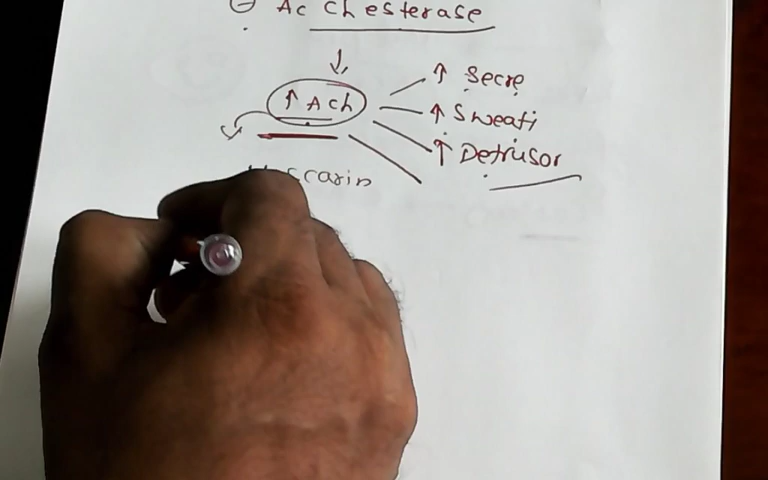 ⊖ Ac chesterase
↓
↑ Secre
↑ Ach
↑ Sweati
↑ Detrusor